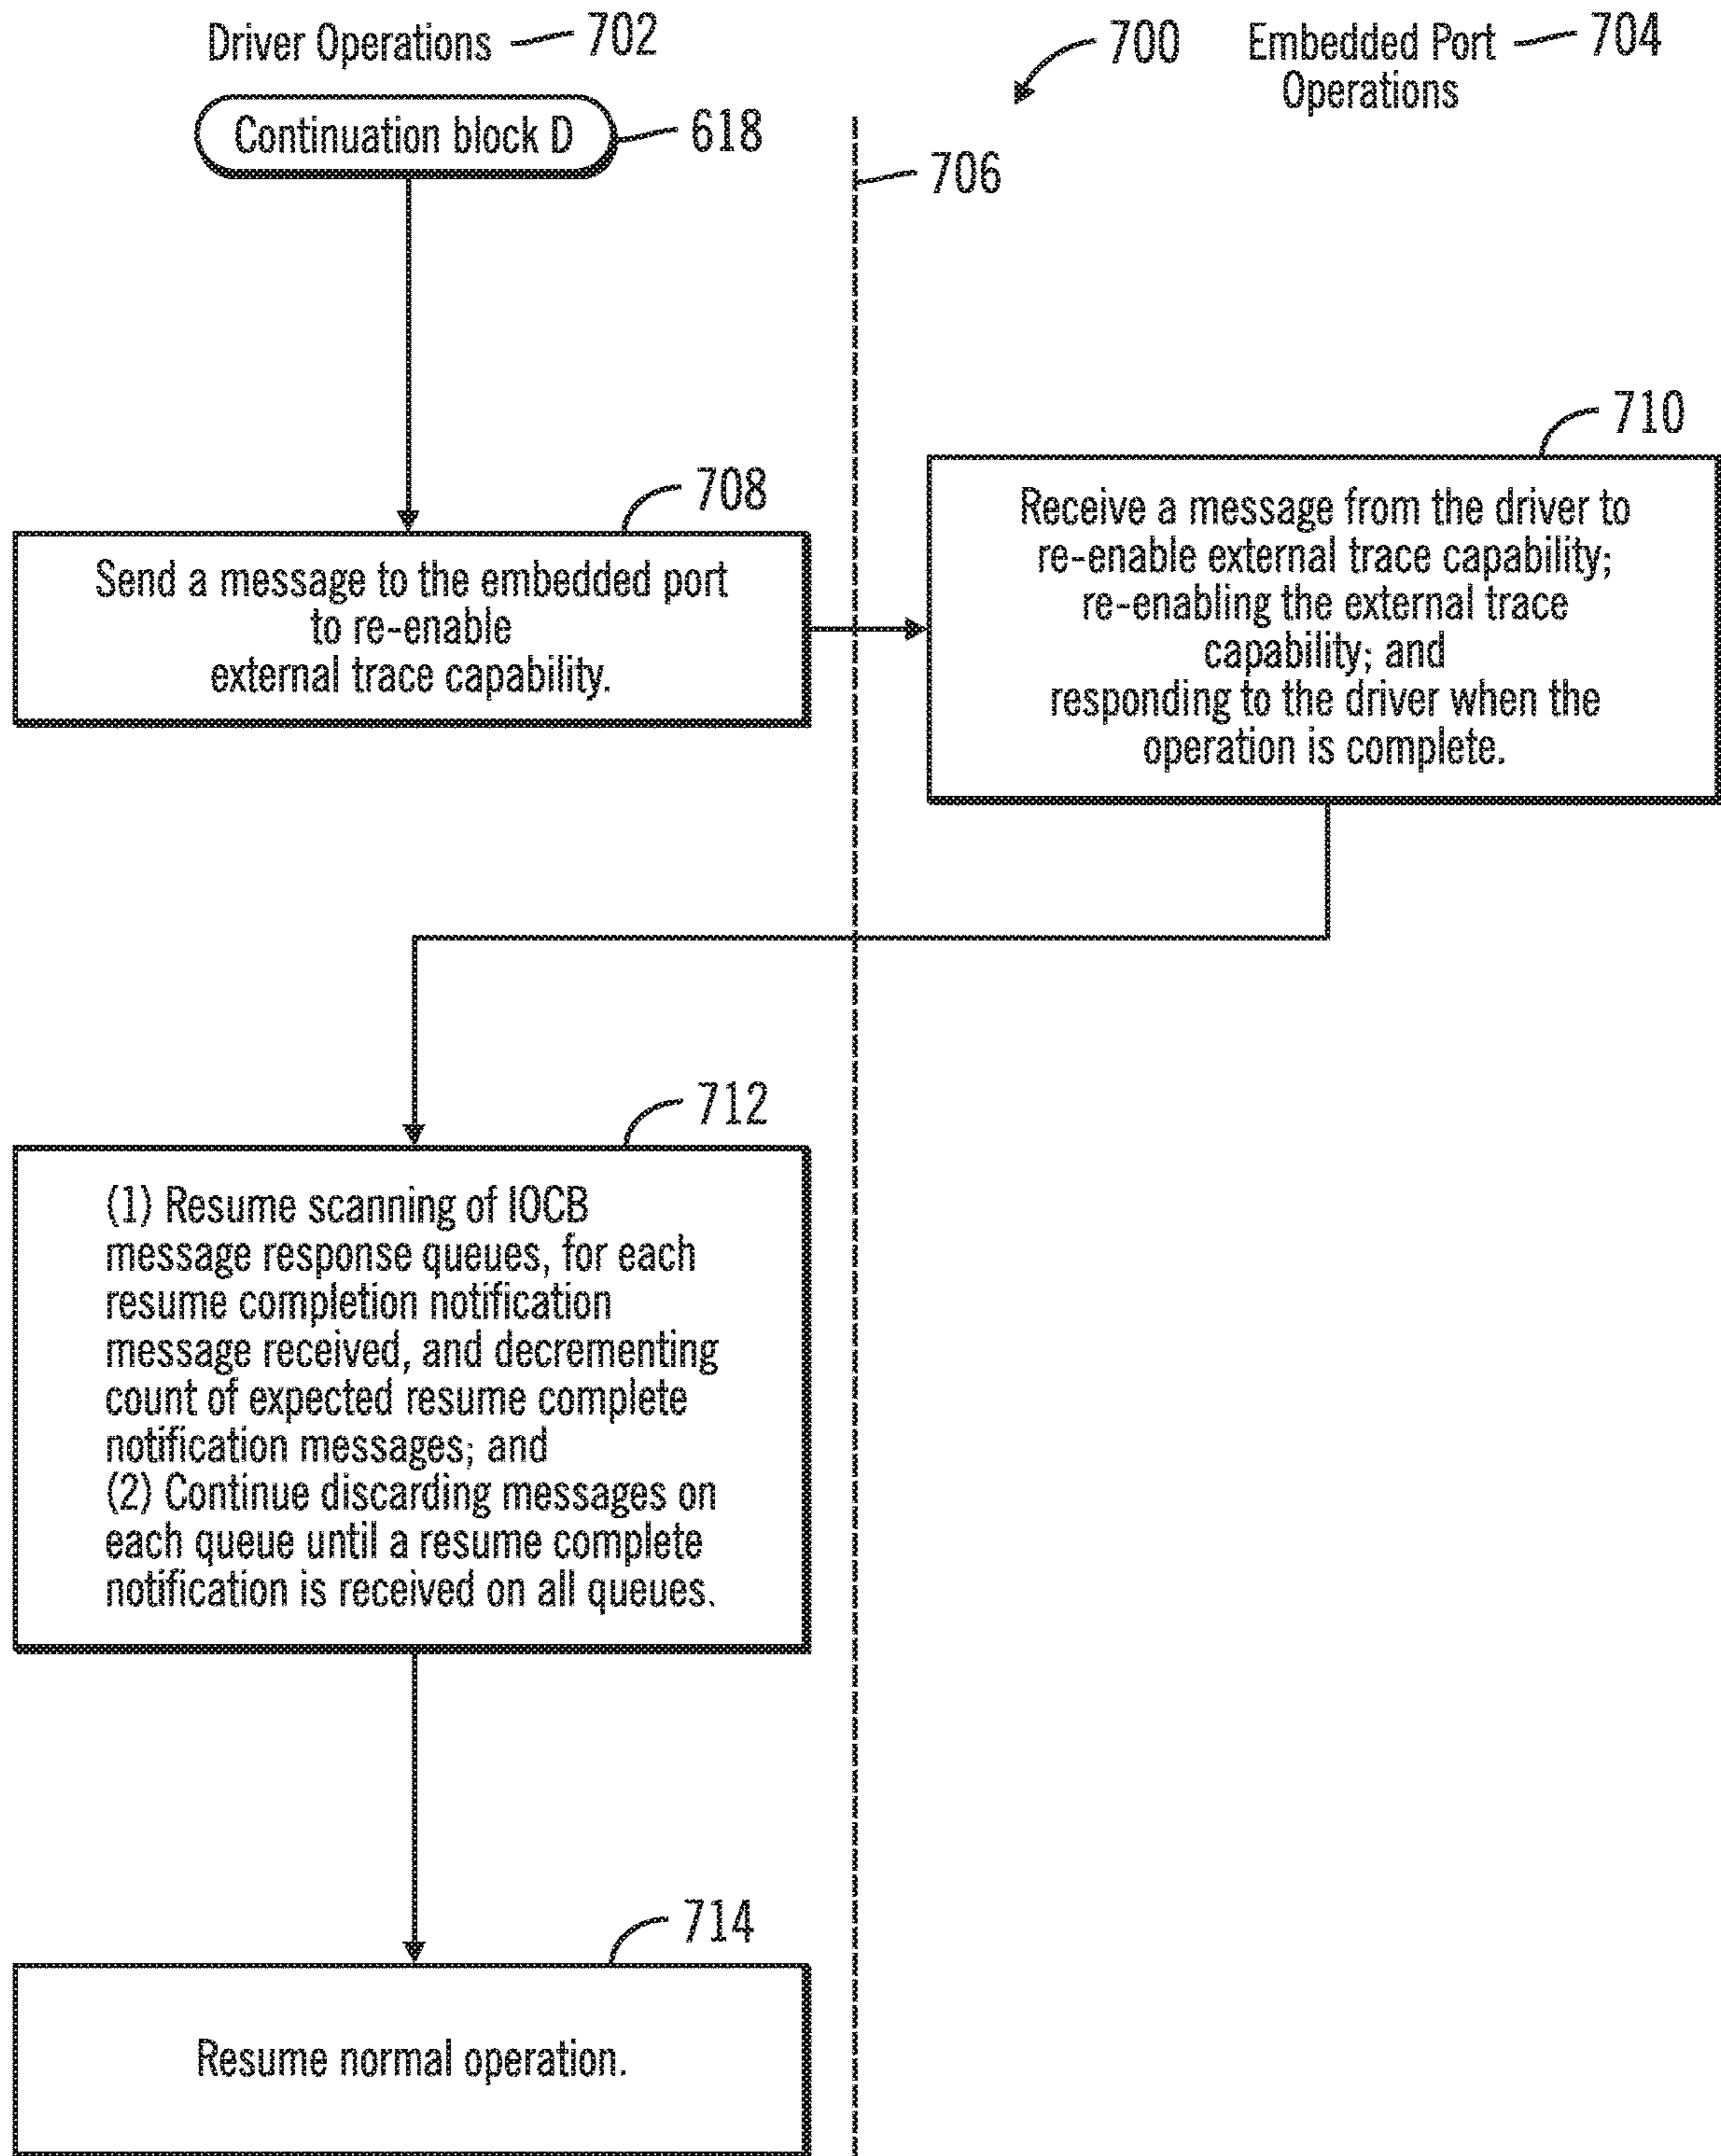 Driver Operations 702
700
Embedded Port 704
Operations
Continuation block D 618
706
708
Send a message to the embedded port
to re-enable
external trace capability.
710
Receive a message from the driver to
re-enable external trace capability;
re-enabling the external trace
capability; and
responding to the driver when the
operation is complete.
712
(1) Resume scanning of IOCB
message response queues, for each
resume completion notification
message received, and decrementing
count of expected resume complete
notification messages; and
(2) Continue discarding messages on
each queue until a resume complete
notification is received on all queues.
714
Resume normal operation.